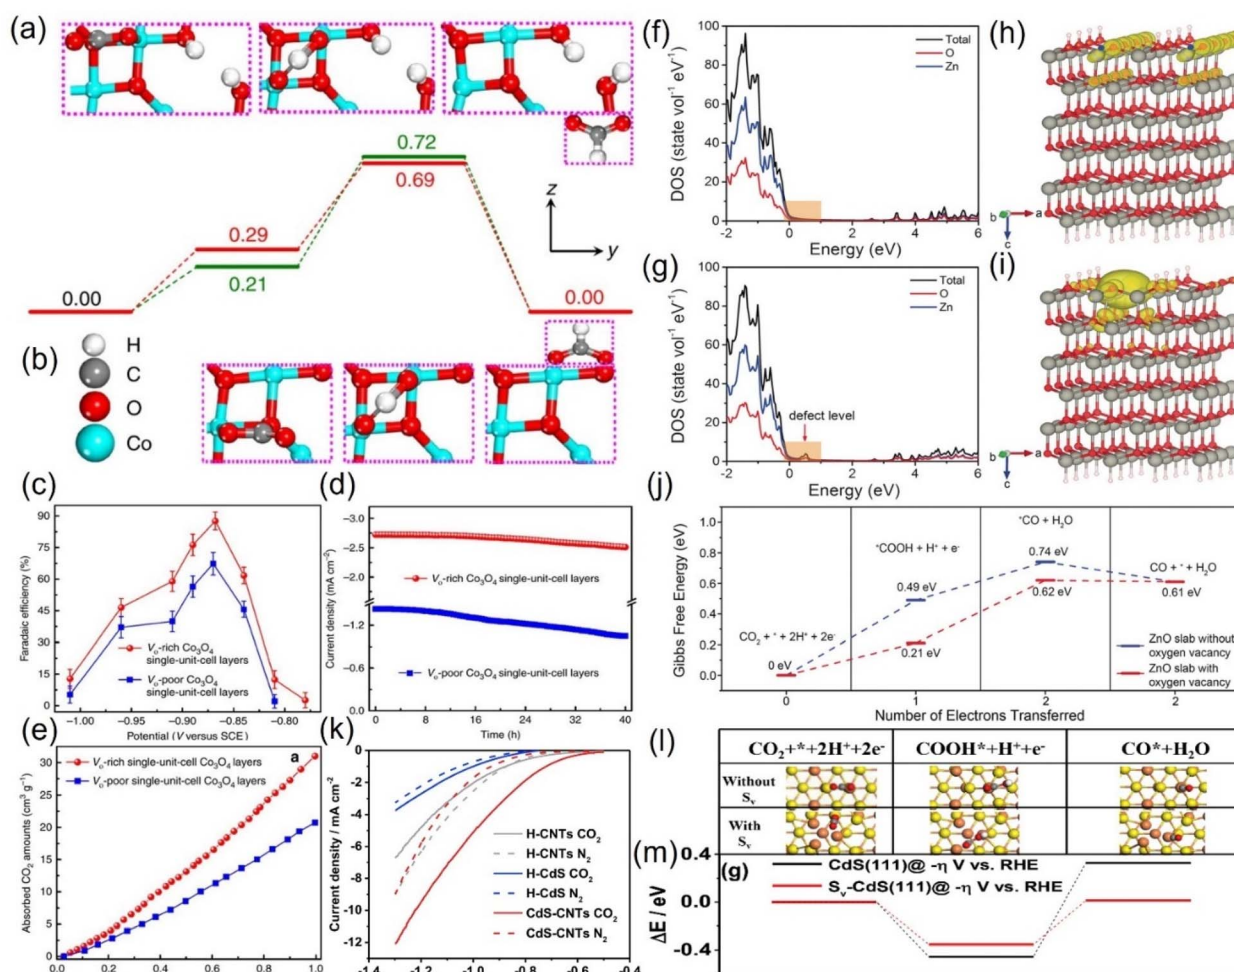 (a)
0.72
0.69
0.29
0.21
0.00
0.00
z
y
(b)
H
C
O
Co
(c)
Faradaic efficiency (%)
90
75
60
45
30
15
0
Vo-rich Co3O4
single-unit-cell layers
Vo-poor Co3O4
single-unit-cell layers
−1.00
−0.95
−0.90
−0.85
−0.80
Potential (V versus SCE)
(d)
Current density (mA cm−2)
−3.0
−2.5
−2.0
−1.2
−0.6
0.0
Vo-rich Co3O4 single-unit-cell layers
Vo-poor Co3O4 single-unit-cell layers
0
8
16
24
32
40
Time (h)
(e)
a
Absorbed CO2 amounts (cm3 g−1)
30
25
20
15
10
5
0
Vo-rich single-unit-cell Co3O4 layers
Vo-poor single-unit-cell Co3O4 layers
0.0
0.2
0.4
0.6
0.8
1.0
(f)
DOS (state vol-1 eV-1)
100
80
60
40
20
0
Total
O
Zn
-2
0
2
4
6
Energy (eV)
(g)
DOS (state vol-1 eV-1)
100
80
60
40
20
0
Total
O
Zn
defect level
-2
0
2
4
6
Energy (eV)
(h)
b
a
c
(i)
b
a
c
(j)
Gibbs Free Energy (eV)
1.0
0.8
0.6
0.4
0.2
0.0
CO2 + * + 2H+ + 2e-
0 eV
*COOH + H+ + e-
0.49 eV
0.21 eV
*CO + H2O
0.74 eV
0.62 eV
CO + * + H2O
0.61 eV
ZnO slab without
oxygen vacancy
ZnO slab with
oxygen vacancy
0
1
2
2
Number of Electrons Transferred
(k)
Current density / mA cm-2
0
-2
-4
-6
-8
-10
-12
H-CNTs CO2
H-CNTs N2
H-CdS CO2
H-CdS N2
CdS-CNTs CO2
CdS-CNTs N2
-1.4
-1.2
-1.0
-0.8
-0.6
-0.4
(l)
CO2+*+2H++2e-
COOH*+H++e-
CO*+H2O
Without
Sv
With
Sv
(m)
(g)
0.4
0.0
-0.4
ΔE / eV
CdS(111)@ -η V vs. RHE
Sv-CdS(111)@ -η V vs. RHE